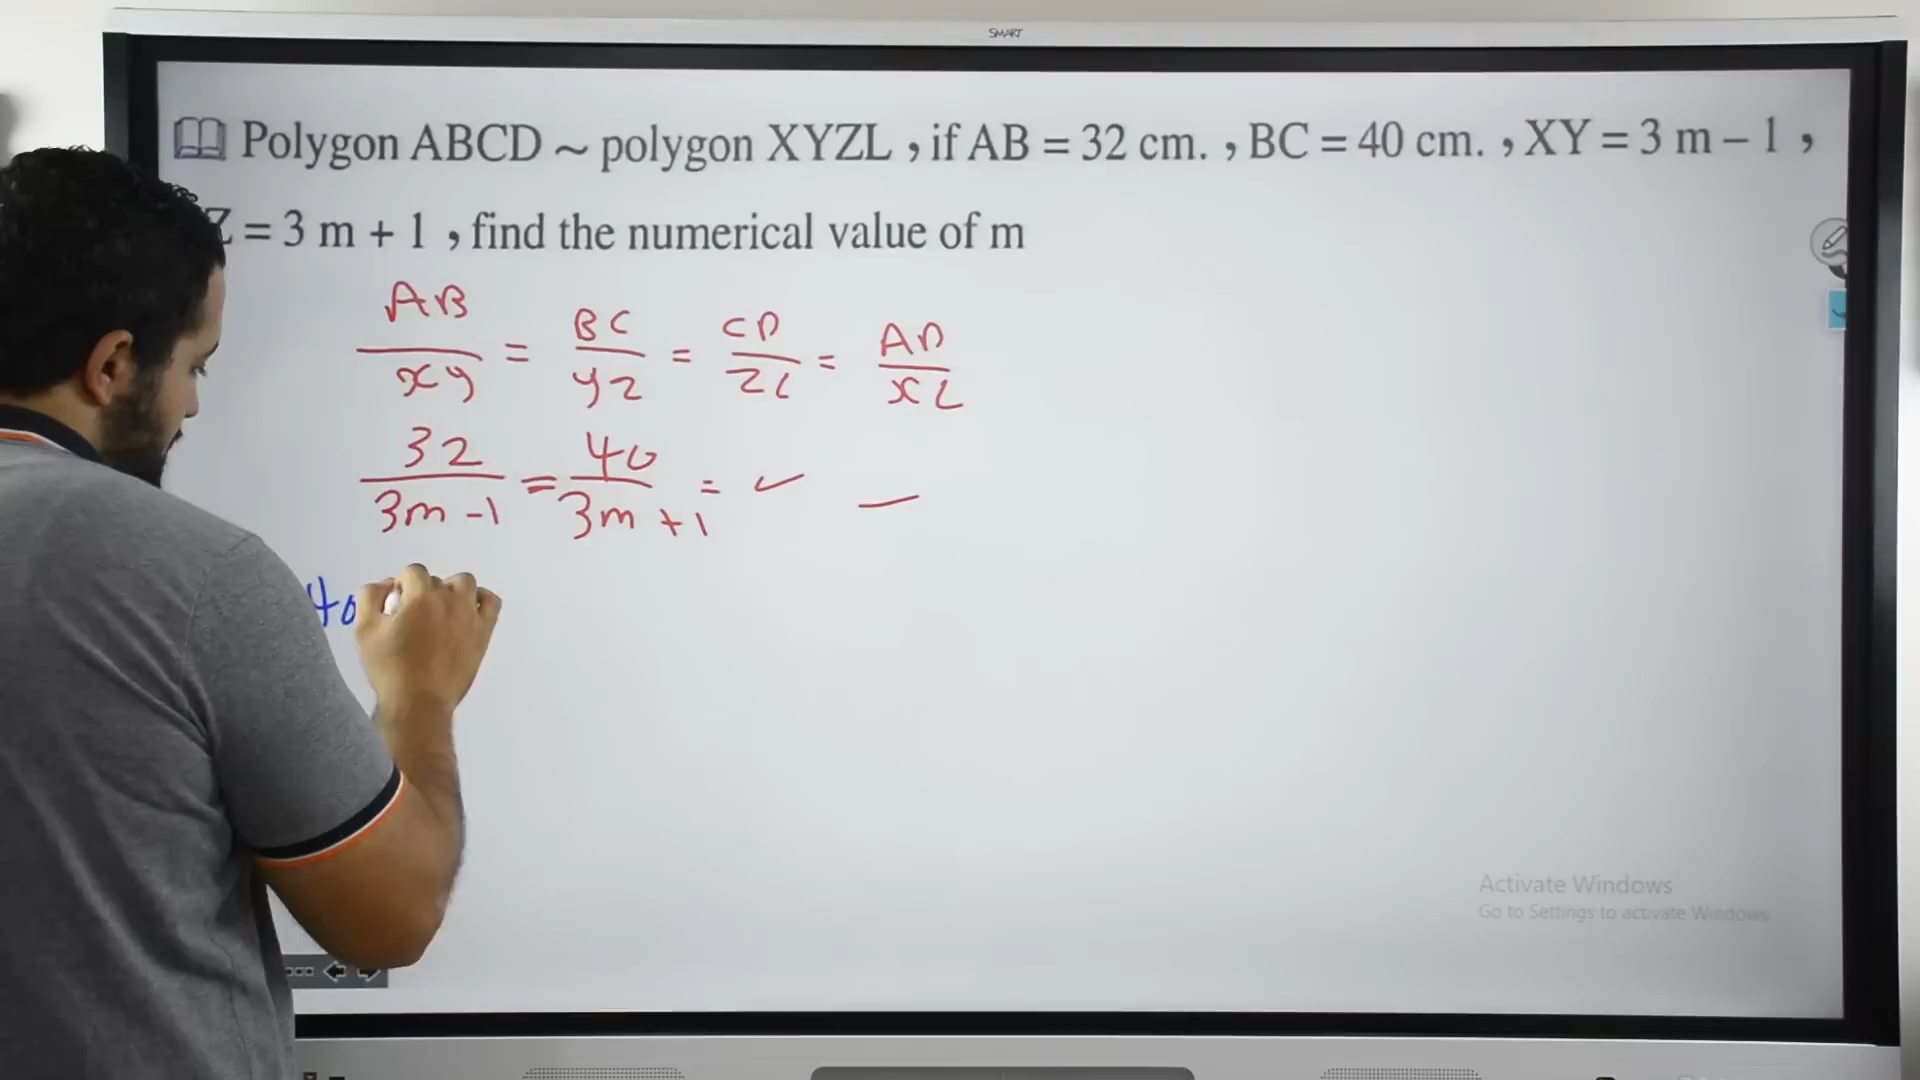 SMART
Polygon ABCD ~ polygon XYZL , if AB = 32 cm. , BC = 40 cm. , XY = 3 m – 1 ,
Z = 3 m + 1 , find the numerical value of m
AB/xy = BC/yz = CD/ZL = AD/XL
32/3m -1 = 40/3m +1 = ✓ —
40
Activate Windows
Go to Settings to activate Windows.